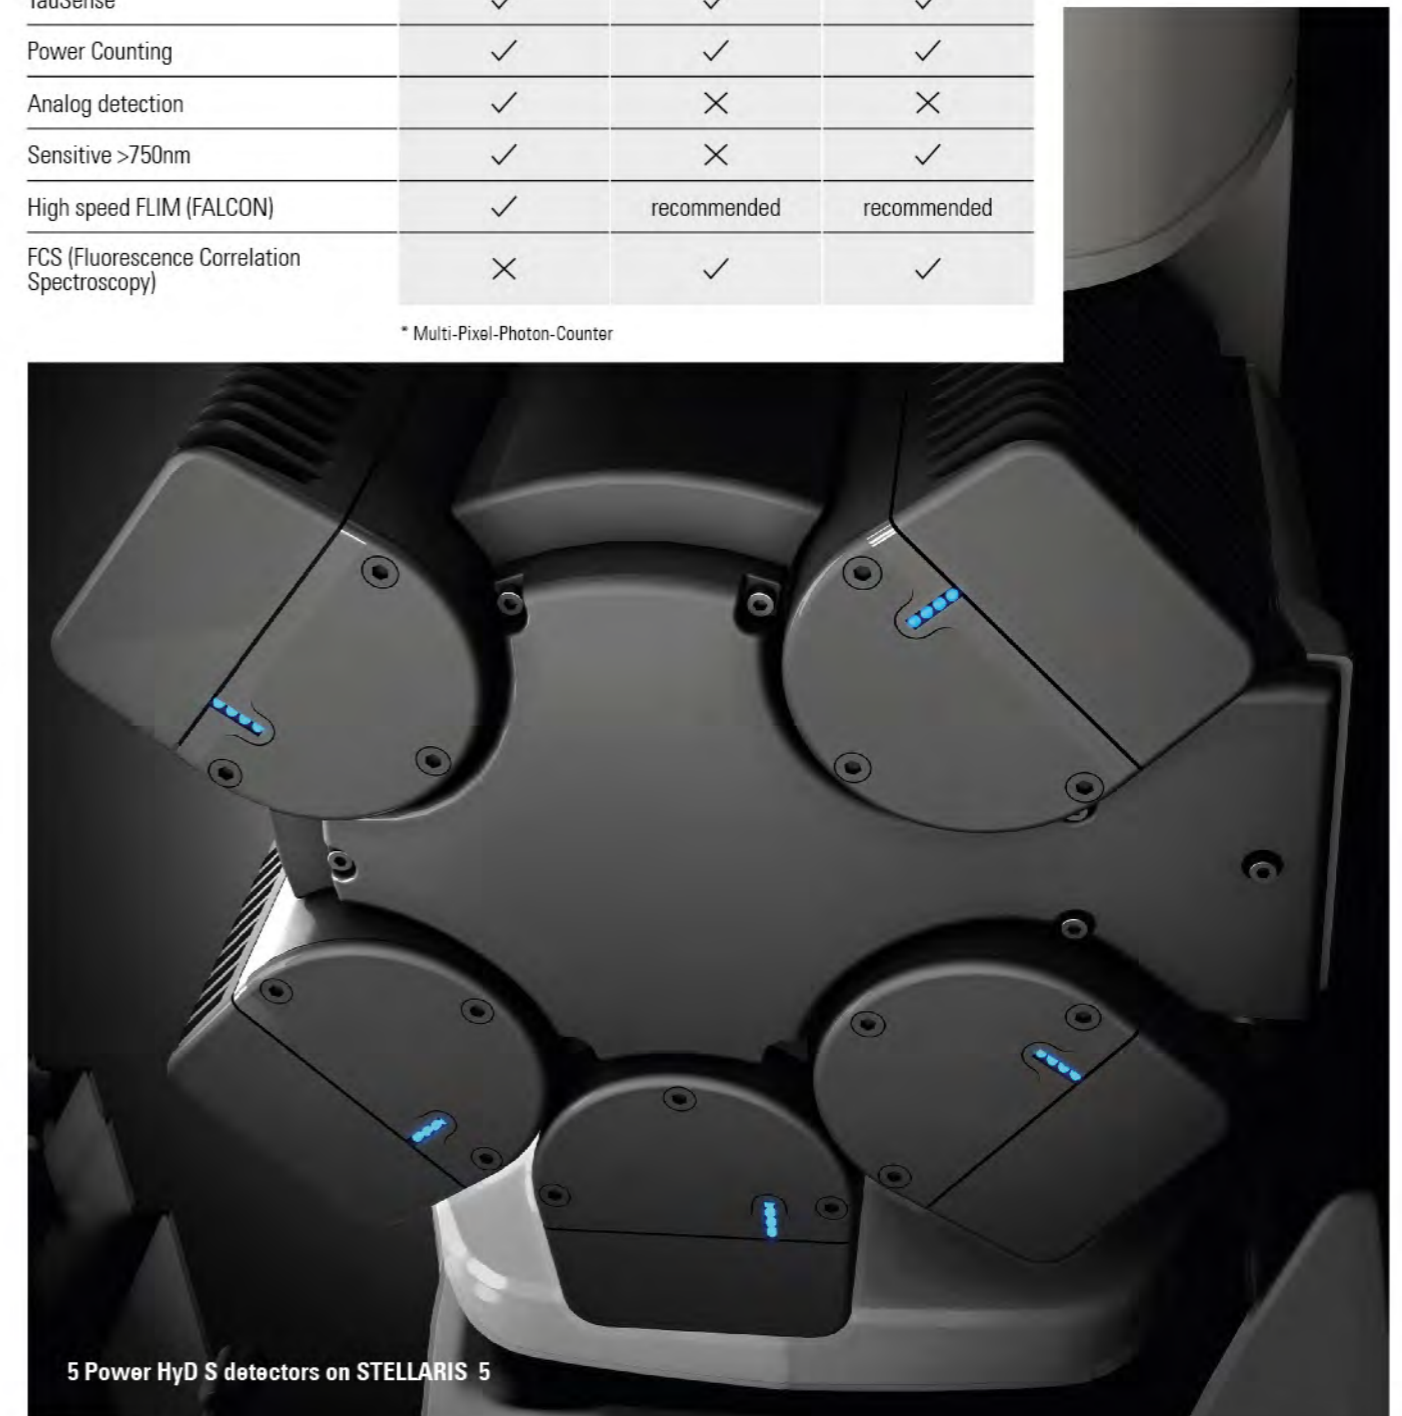 TauSense ✓ ✓ ✓
Power Counting ✓ ✓ ✓
Analog detection ✓ ✕ ✕
Sensitive >750nm ✓ ✕ ✓
High speed FLIM (FALCON) ✓ recommended recommended
FCS (Fluorescence Correlation
Spectroscopy) ✕ ✓ ✓
* Multi-Pixel-Photon-Counter
5 Power HyD S detectors on STELLARIS 5